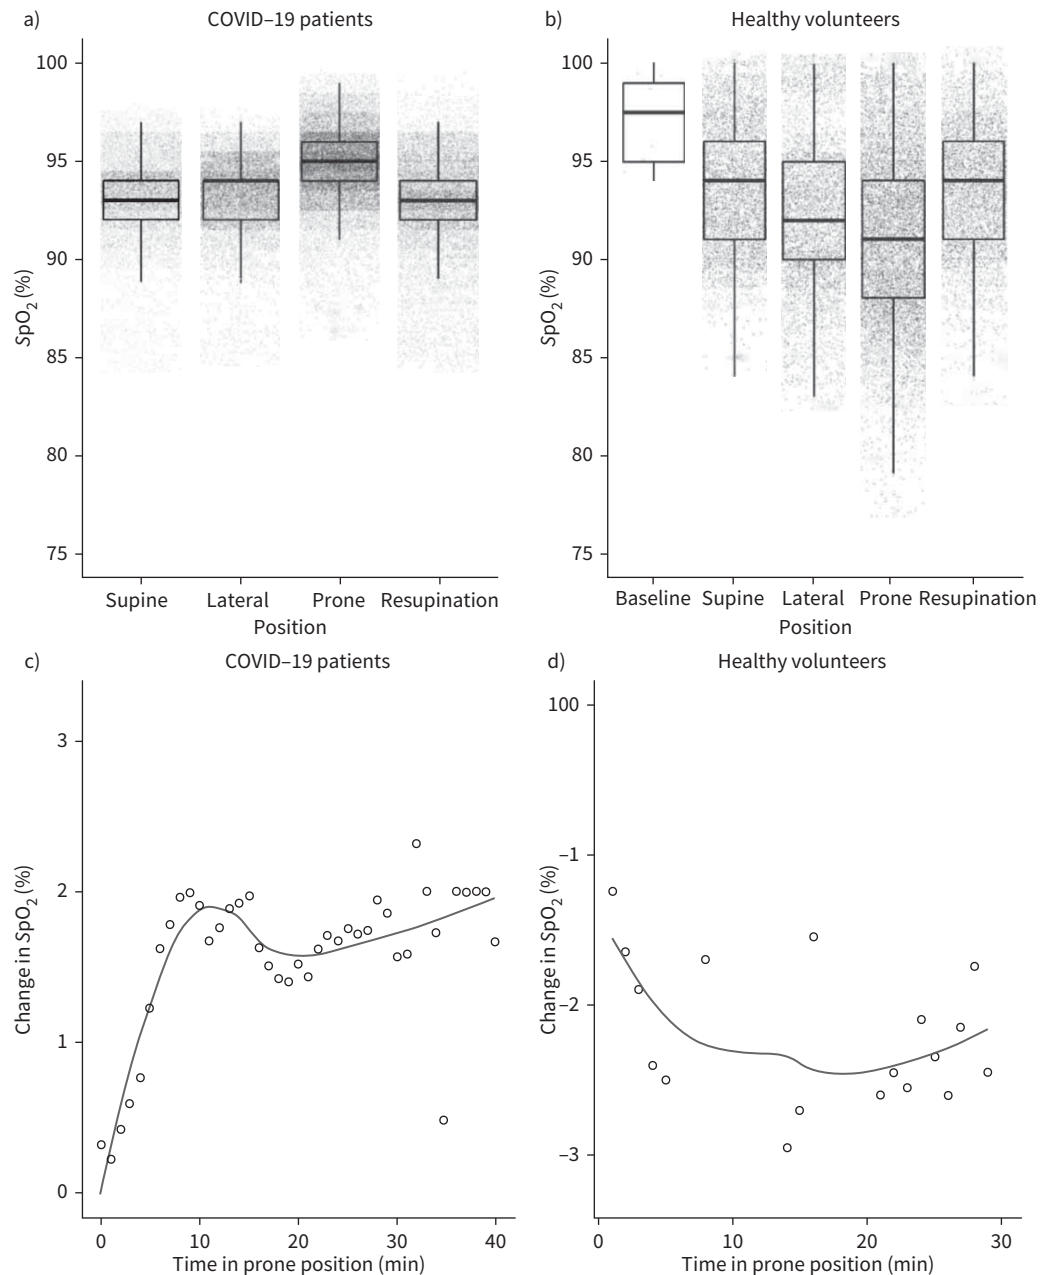 a) COVID–19 patients
100
95
90
85
80
75
SpO2 (%)
Supine Lateral Prone Resupination
Position
b) Healthy volunteers
100
95
90
85
80
75
SpO2 (%)
Baseline Supine Lateral Prone Resupination
Position
c) COVID–19 patients
3
2
1
0
Change in SpO2 (%)
0 10 20 30 40
Time in prone position (min)
d) Healthy volunteers
100
–1
–2
–3
Change in SpO2 (%)
0 10 20 30
Time in prone position (min)